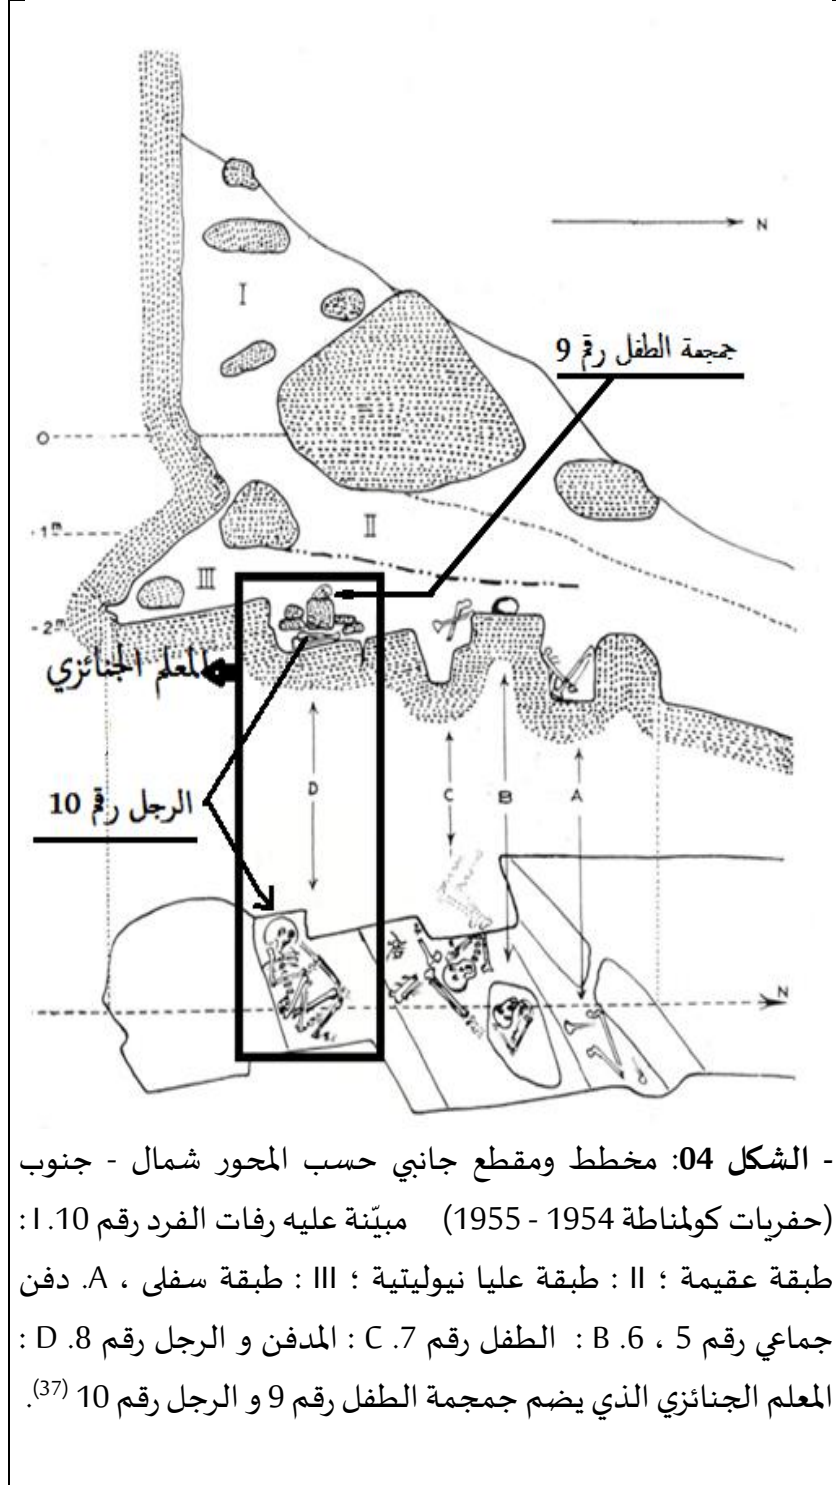 N
I
جمجمة الطفل رقم 9
0
II
-1m
III
-2m
المعلم الجنائزي
D
C
B
A
الرجل رقم 10
N
- الشكل 04: مخطط ومقطع جانبي حسب المحور شمال - جنوب
(حفريات كولمناطة 1954 - 1955) مبيّنة عليه رفات الفرد رقم 10. I:
طبقة عقيمة ؛ II : طبقة عليا نيوليتية ؛ III : طبقة سفلى ، A. دفن
جماعي رقم 5 ، 6. B : الطفل رقم 7. C : المدفن و الرجل رقم 8. D :
المعلم الجنائزي الذي يضم جمجمة الطفل رقم 9 و الرجل رقم 10 (37).